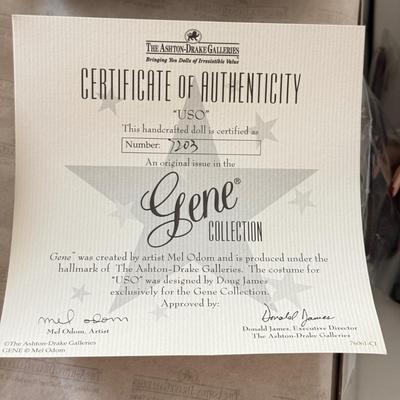 THE ASHTON-DRAKE GALLERIES
Bringing You Dolls of Irresistible Value
CERTIFICATE OF AUTHENTICITY
"USO"
This handcrafted doll is certified as
Number: 7203
An original issue in the
Gene®
COLLECTION
Gene™ was created by artist Mel Odom and is produced under the
hallmark of The Ashton-Drake Galleries. The costume for
"USO" was designed by Doug James
exclusively for the Gene Collection.
Approved by:
mel odom
Donald James
Mel Odom, Artist
Donald James, Executive Director
The Ashton-Drake Galleries
©The Ashton-Drake Galleries
GENE © Mel Odom
76061-CI